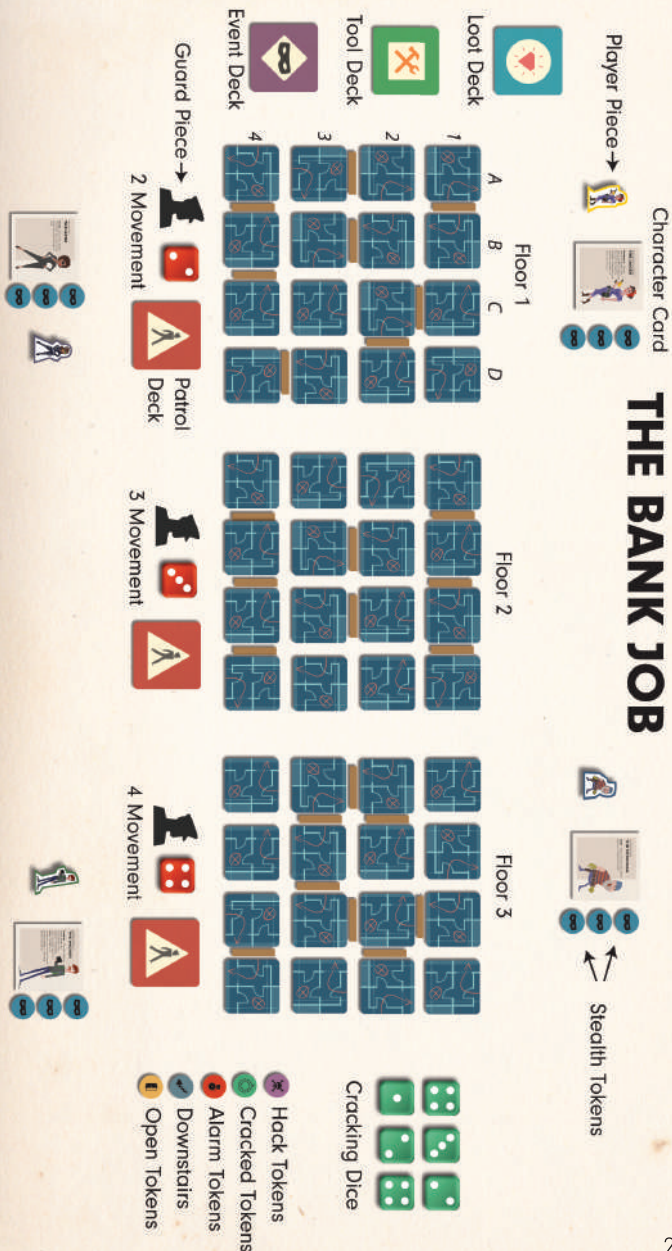 THE BANK JOB
Character Card
Player Piece
Stealth Tokens
Loot Deck
Tool Deck
Event Deck
Floor 1
A B C D
1
2
3
4
Floor 2
Floor 3
Cracking Dice
Guard Piece
2 Movement
Patrol
Deck
3 Movement
4 Movement
Hack Tokens
Cracked Tokens
Alarm Tokens
Downstairs
Open Tokens